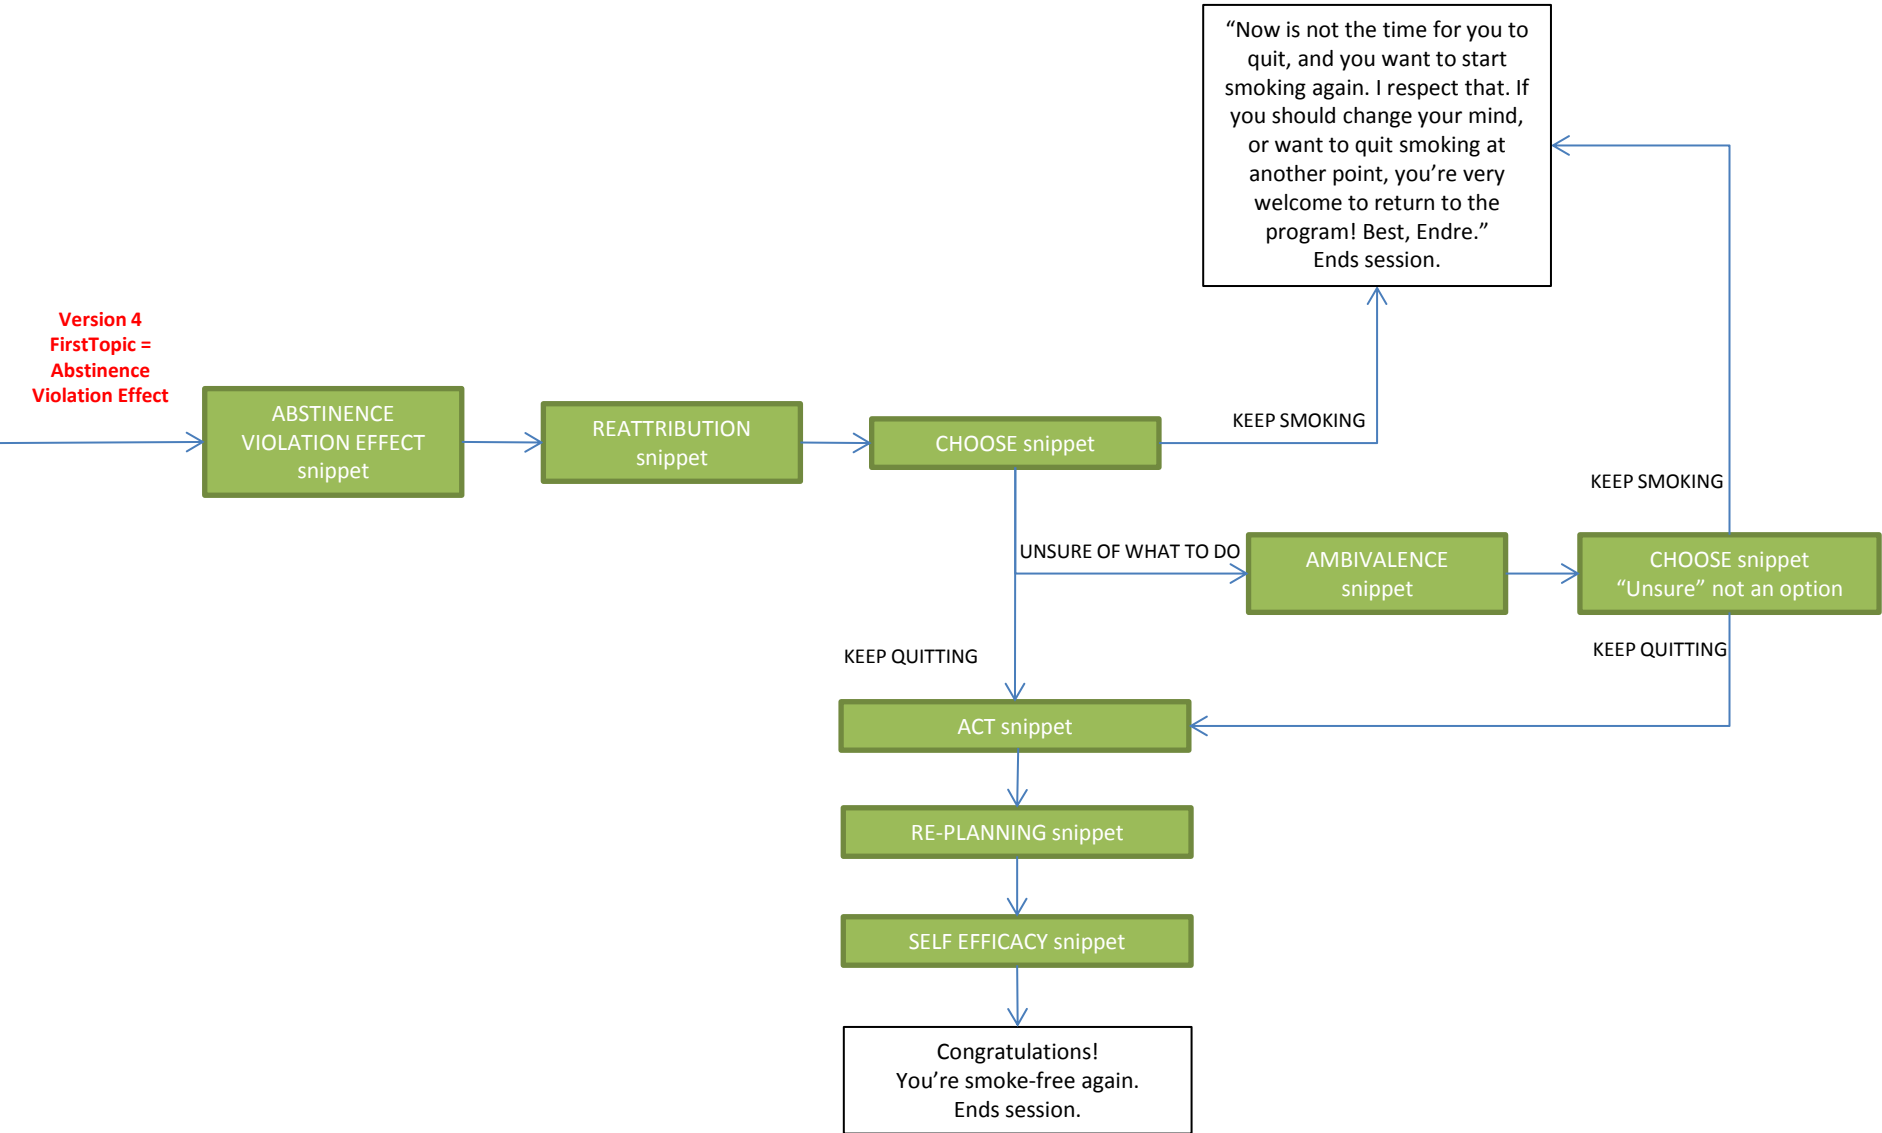 “Now is not the time for you to
quit, and you want to start
smoking again. I respect that. If
you should change your mind,
or want to quit smoking at
another point, you’re very
welcome to return to the
program! Best, Endre.”
Ends session.
Version 4
FirstTopic =
Abstinence
Violation Effect
ABSTINENCE
VIOLATION EFFECT
snippet
REATTRIBUTION
snippet
CHOOSE snippet
KEEP SMOKING
KEEP SMOKING
UNSURE OF WHAT TO DO
AMBIVALENCE
snippet
CHOOSE snippet
“Unsure” not an option
KEEP QUITTING
KEEP QUITTING
ACT snippet
RE-PLANNING snippet
SELF EFFICACY snippet
Congratulations!
You’re smoke-free again.
Ends session.